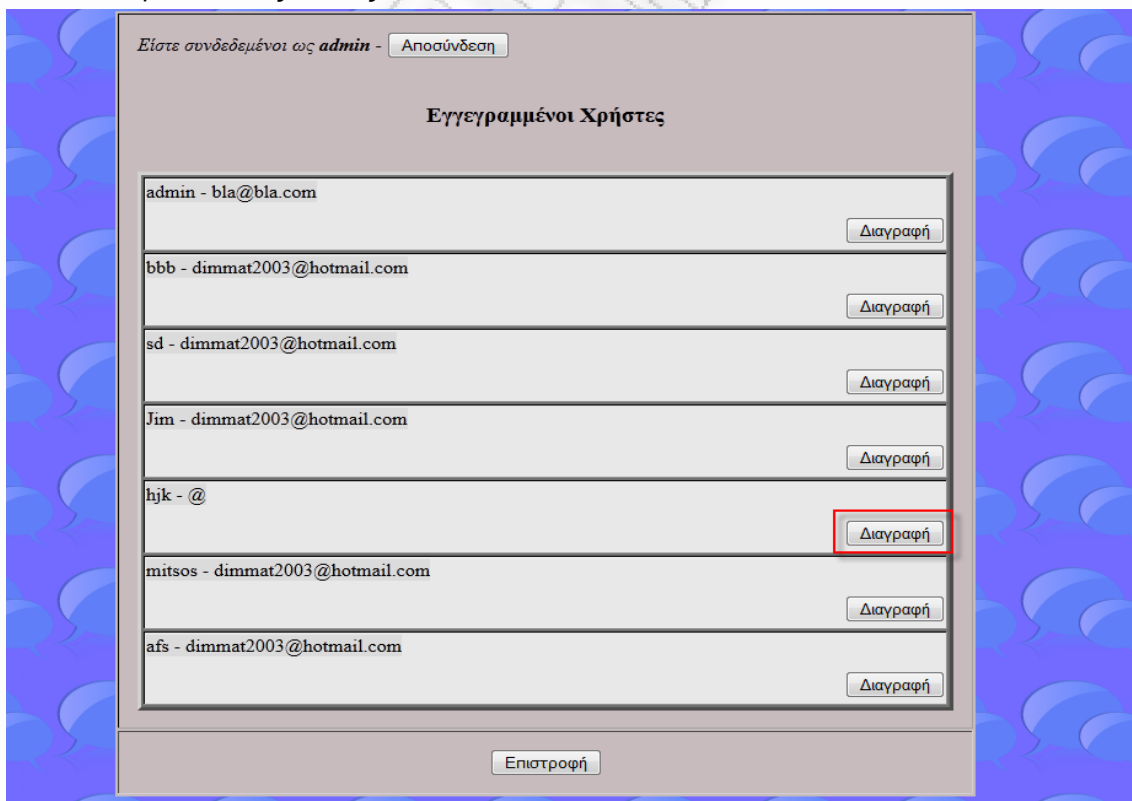 Είστε συνδεδεμένοι ως admin - Αποσύνδεση
Εγγεγραμμένοι Χρήστες
admin - bla@bla.com
Διαγραφή
bbb - dimmat2003@hotmail.com
Διαγραφή
sd - dimmat2003@hotmail.com
Διαγραφή
Jim - dimmat2003@hotmail.com
Διαγραφή
hjk - @
Διαγραφή
mitsos - dimmat2003@hotmail.com
Διαγραφή
afs - dimmat2003@hotmail.com
Διαγραφή
Επιστροφή